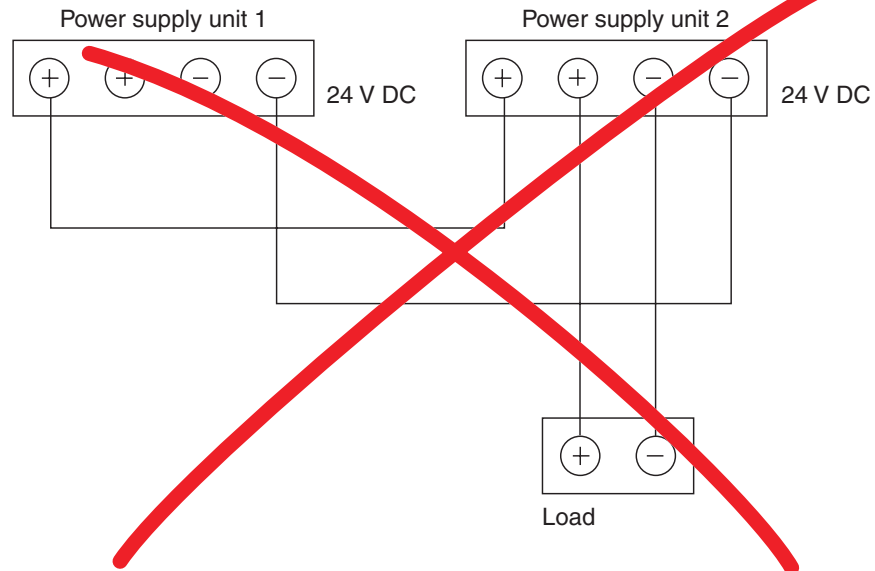 Power supply unit 1
Power supply unit 2
+ + − −
24 V DC
+ + − −
24 V DC
+ −
Load